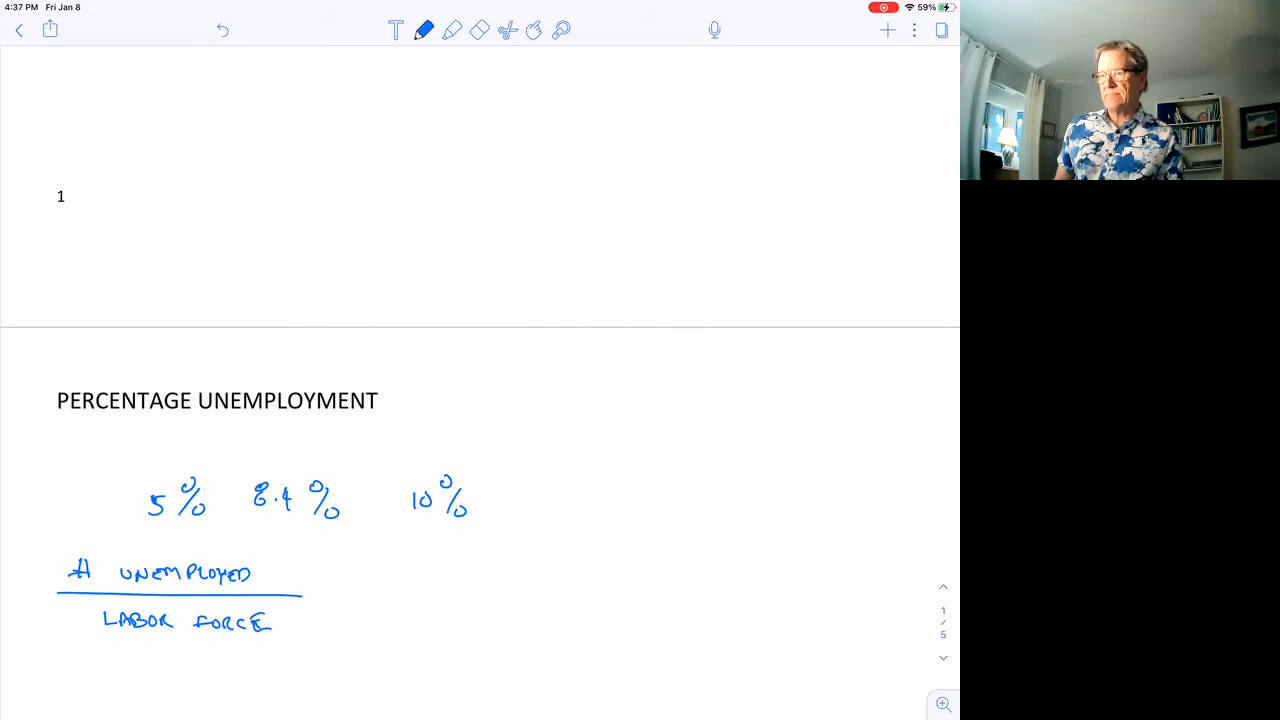 4:37 PM Fri Jan 8
59%
1
PERCENTAGE UNEMPLOYMENT
5% 8.4% 10%
# UNEMPLOYED
LABOR FORCE
1
/
5